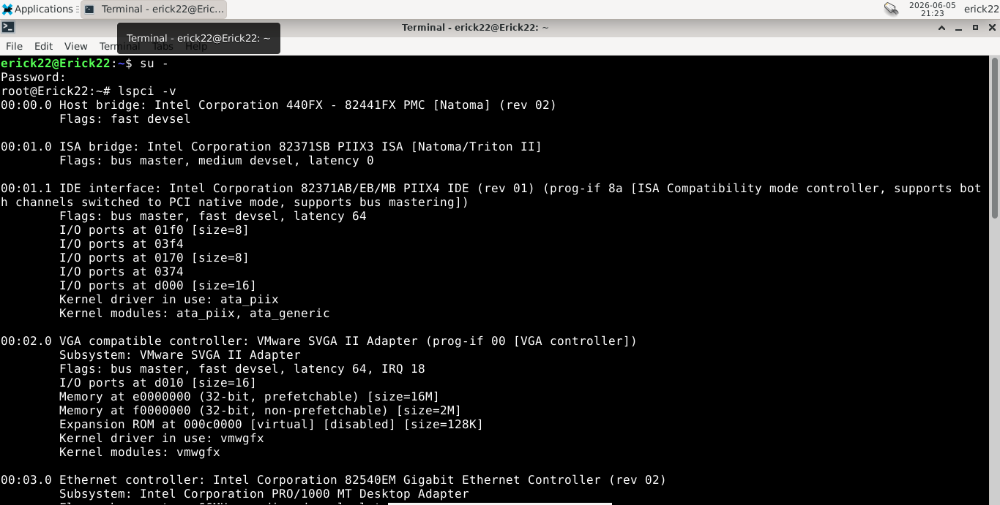 Applications
Terminal - erick22@Eric...
2026-06-05
21:23
erick22
Terminal - erick22@Erick22: ~
Terminal - erick22@Erick22: ~
File Edit View Terminal Tabs Help
erick22@Erick22:~$ su -
Password:
root@Erick22:~# lspci -v
00:00.0 Host bridge: Intel Corporation 440FX - 82441FX PMC [Natoma] (rev 02)
Flags: fast devsel
00:01.0 ISA bridge: Intel Corporation 82371SB PIIX3 ISA [Natoma/Triton II]
Flags: bus master, medium devsel, latency 0
00:01.1 IDE interface: Intel Corporation 82371AB/EB/MB PIIX4 IDE (rev 01) (prog-if 8a [ISA Compatibility mode controller, supports bot
h channels switched to PCI native mode, supports bus mastering])
Flags: bus master, fast devsel, latency 64
I/O ports at 01f0 [size=8]
I/O ports at 03f4
I/O ports at 0170 [size=8]
I/O ports at 0374
I/O ports at d000 [size=16]
Kernel driver in use: ata_piix
Kernel modules: ata_piix, ata_generic
00:02.0 VGA compatible controller: VMware SVGA II Adapter (prog-if 00 [VGA controller])
Subsystem: VMware SVGA II Adapter
Flags: bus master, fast devsel, latency 64, IRQ 18
I/O ports at d010 [size=16]
Memory at e0000000 (32-bit, prefetchable) [size=16M]
Memory at f0000000 (32-bit, non-prefetchable) [size=2M]
Expansion ROM at 000c0000 [virtual] [disabled] [size=128K]
Kernel driver in use: vmwgfx
Kernel modules: vmwgfx
00:03.0 Ethernet controller: Intel Corporation 82540EM Gigabit Ethernet Controller (rev 02)
Subsystem: Intel Corporation PRO/1000 MT Desktop Adapter